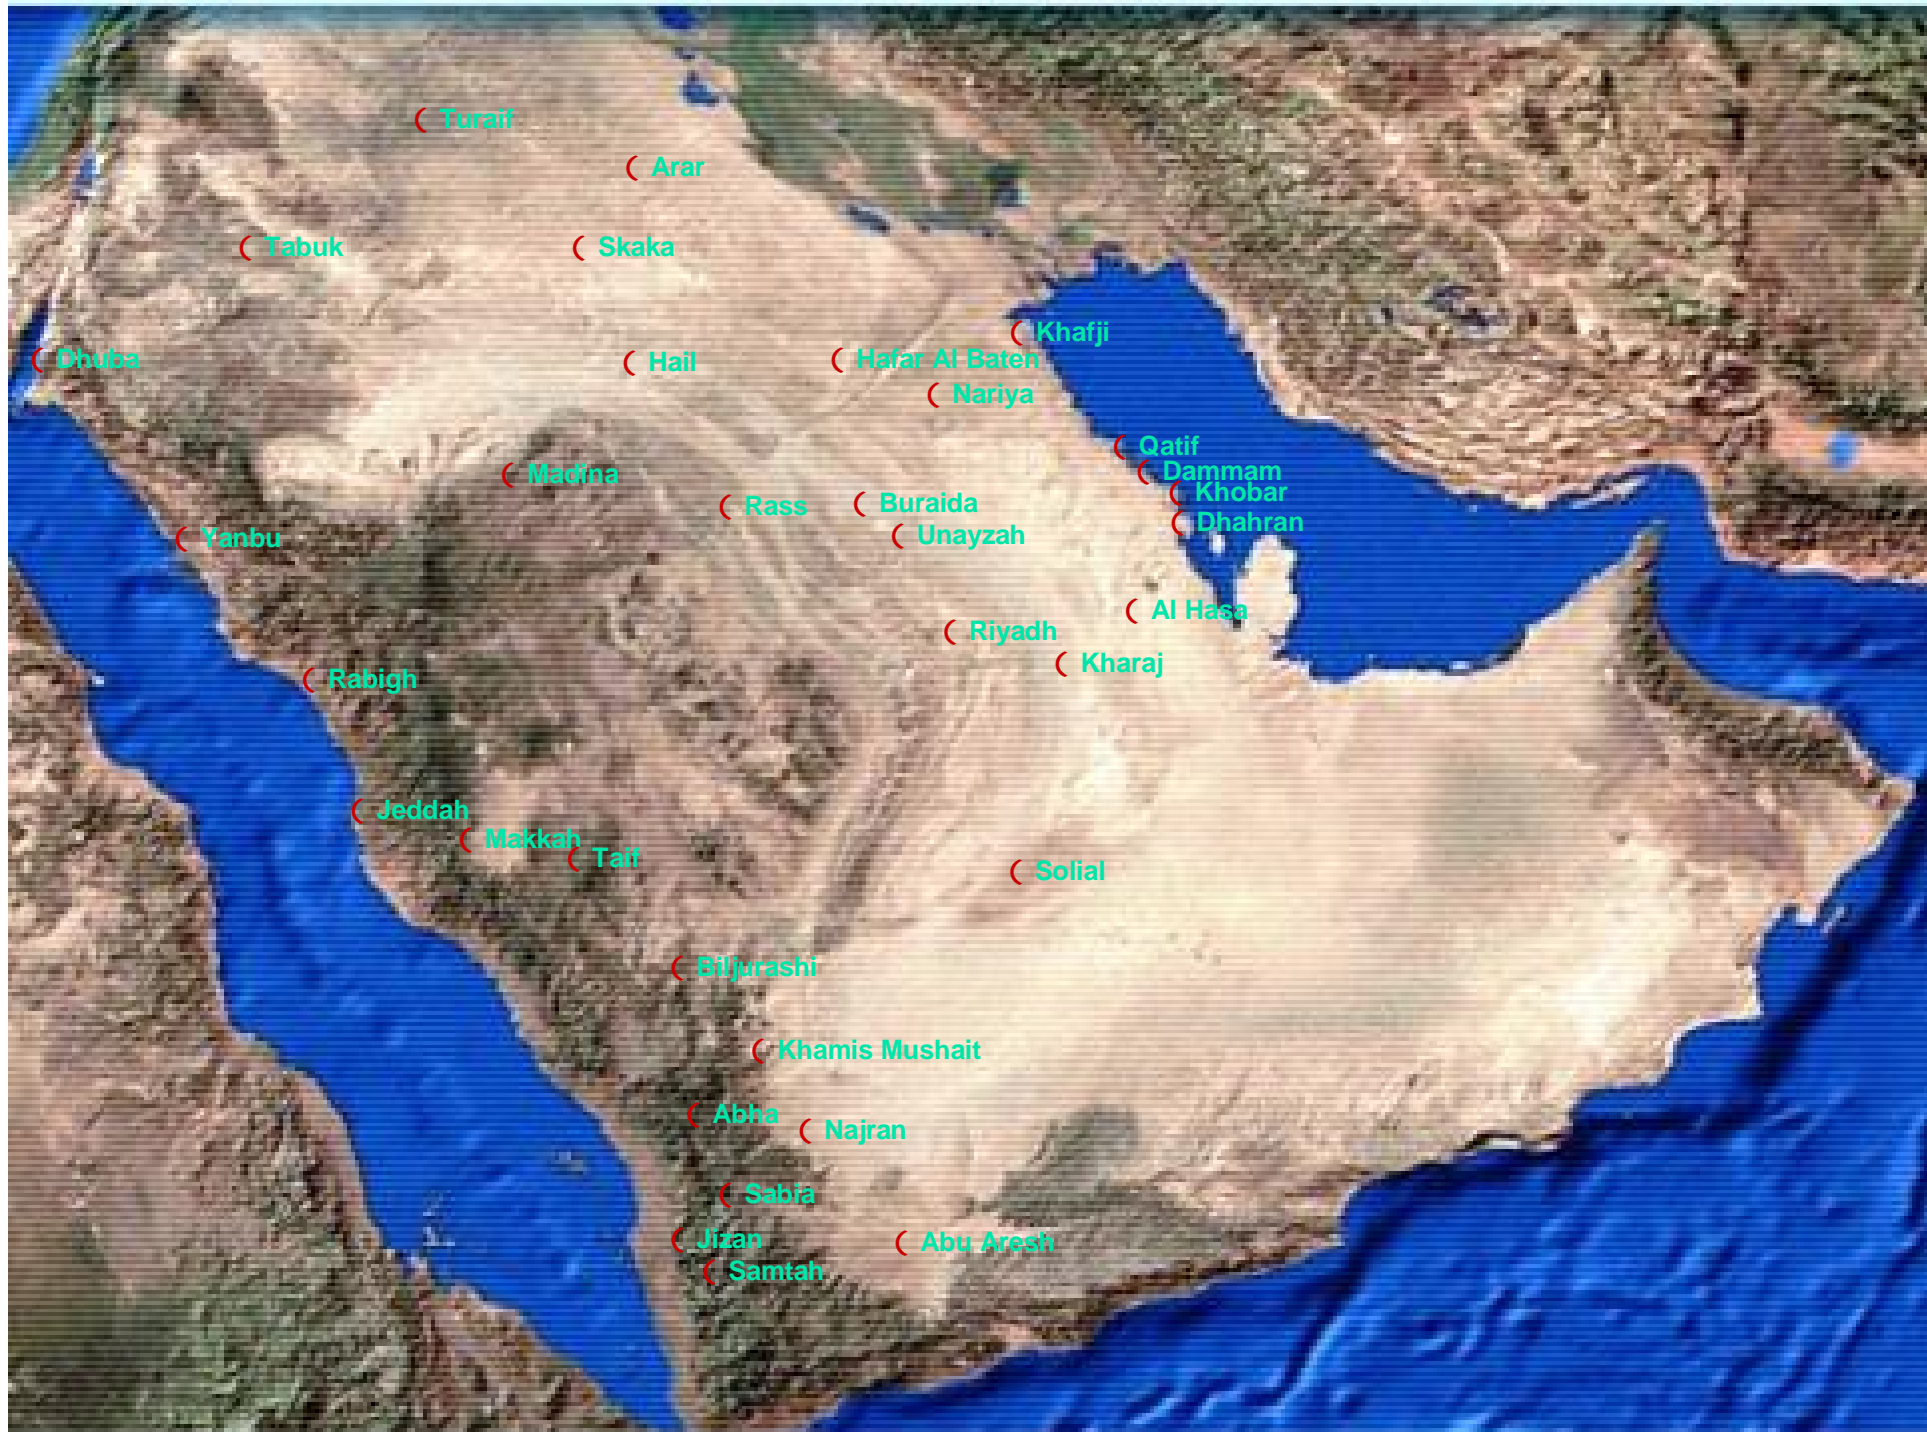 Turaif
Arar
Tabuk
Skaka
Khafji
Dhuba
Hail
Hafar Al Baten
Nariya
Qatif
Madina
Dammam
Khobar
Rass
Buraida
Dhahran
Yanbu
Unayzah
Al Hasa
Riyadh
Kharaj
Rabigh
Jeddah
Makkah
Taif
Solial
Biljurashi
Khamis Mushait
Abha
Najran
Sabia
Jizan
Abu Aresh
Samtah